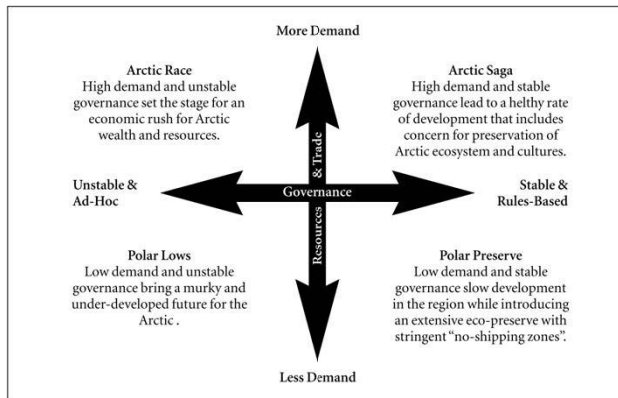 More Demand
Arctic Race
High demand and unstable
governance set the stage for an
economic rush for Arctic
wealth and resources.
Arctic Saga
High demand and stable
governance lead to a helthy rate
of development that includes
concern for preservation of
Arctic ecosystem and cultures.
Unstable &
Ad-Hoc
Governance
Resources & Trade
Stable &
Rules-Based
Polar Lows
Low demand and unstable
governance bring a murky and
under-developed future for the
Arctic .
Polar Preserve
Low demand and stable
governance slow development
in the region while introducing
an extensive eco-preserve with
stringent “no-shipping zones”.
Less Demand